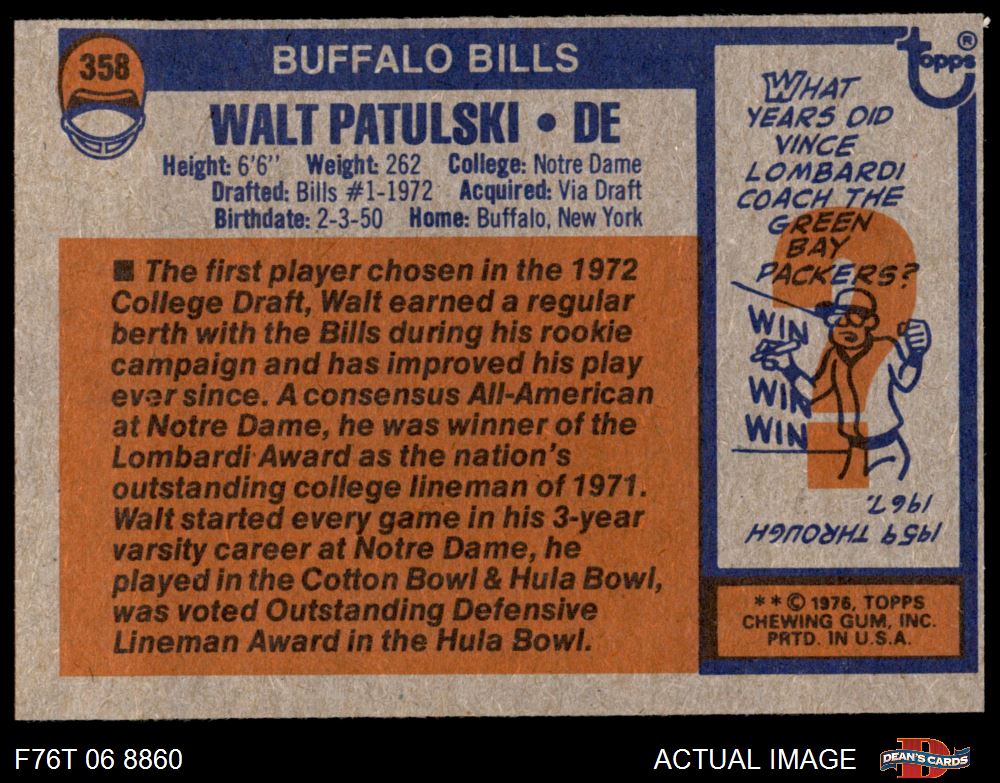 358
BUFFALO BILLS
WALT PATULSKI • DE
Height: 6'6" Weight: 262 College: Notre Dame
Drafted: Bills #1-1972 Acquired: Via Draft
Birthdate: 2-3-50 Home: Buffalo, New York
■ The first player chosen in the 1972
College Draft, Walt earned a regular
berth with the Bills during his rookie
campaign and has improved his play
ever since. A consensus All-American
at Notre Dame, he was winner of the
Lombardi Award as the nation's
outstanding college lineman of 1971.
Walt started every game in his 3-year
varsity career at Notre Dame, he
played in the Cotton Bowl & Hula Bowl,
was voted Outstanding Defensive
Lineman Award in the Hula Bowl.
topps®
WHAT
YEARS DID
VINCE
LOMBARDI
COACH THE
GREEN
BAY
PACKERS?
?
WIN
WIN
WIN
1959 THROUGH
1967.
** © 1976, TOPPS
CHEWING GUM, INC.
PRTD. IN U.S.A.
F76T 06 8860
ACTUAL IMAGE
D
DEAN'S CARDS